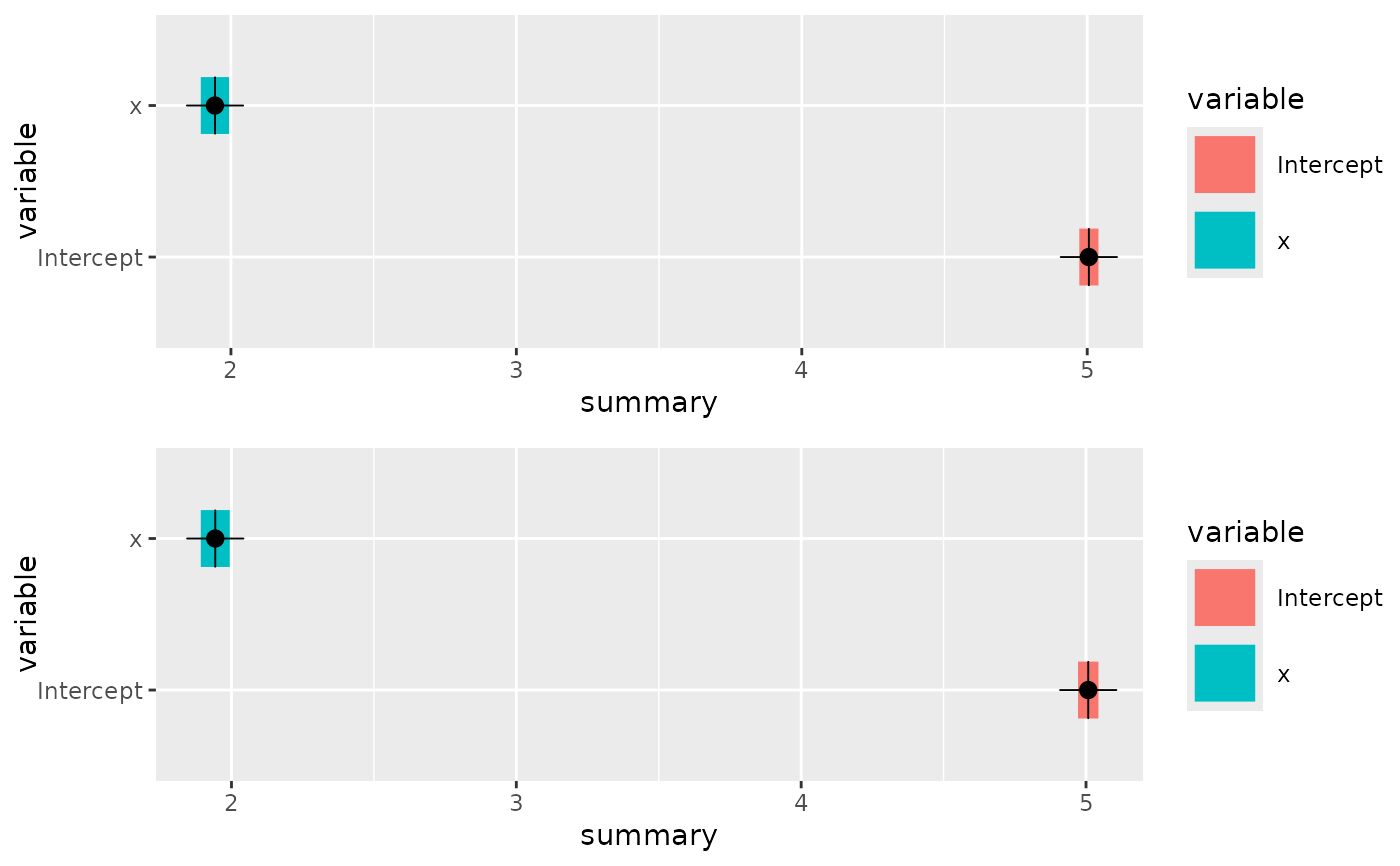 variable
x
Intercept
2 3 4 5
summary
variable
Intercept
x
variable
x
Intercept
2 3 4 5
summary
variable
Intercept
x